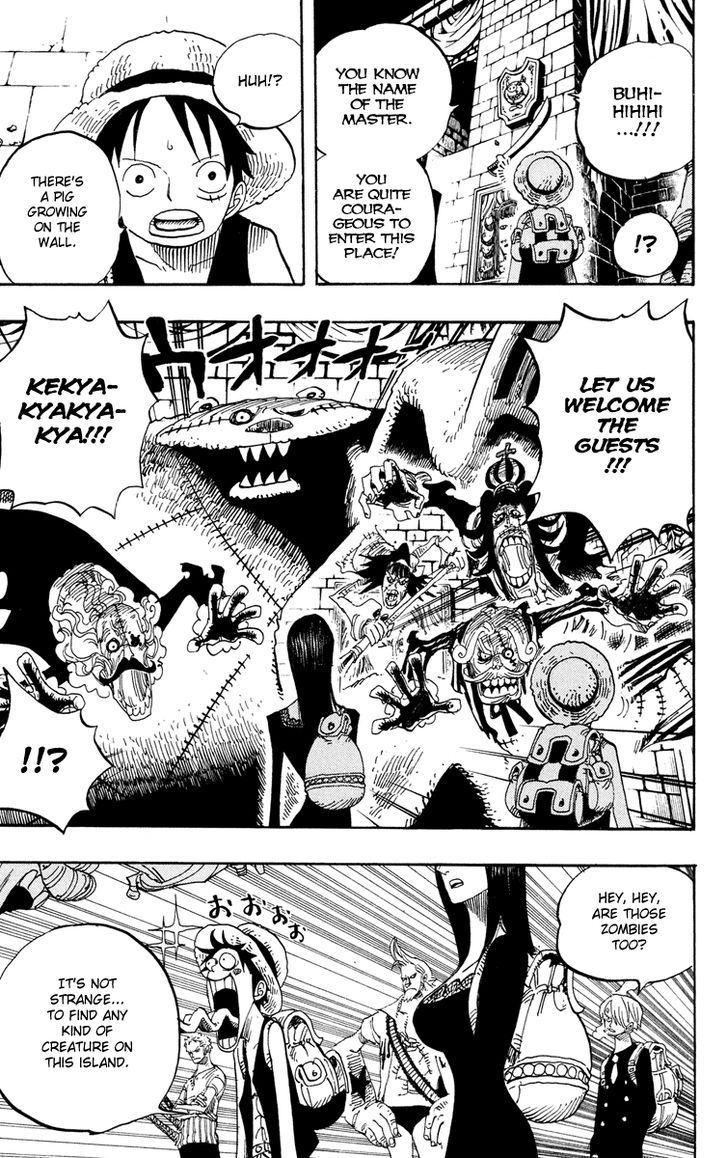 BUHI-
HIHIHI
...!!!
!?
YOU KNOW
THE NAME
OF THE
MASTER.
YOU
ARE QUITE
COURA-
GEOUS TO
ENTER THIS
PLACE!
HUH!?
THERE'S
A PIG
GROWING
ON THE
WALL.
LET US
WELCOME
THE
GUESTS
!!!
ウオオオオ
KEKYA-
KYAKYA-
KYA!!!
!!?
HEY, HEY,
ARE THOSE
ZOMBIES
TOO?
おおぉぉ
IT'S NOT
STRANGE...
TO FIND ANY
KIND OF
CREATURE ON
THIS ISLAND.